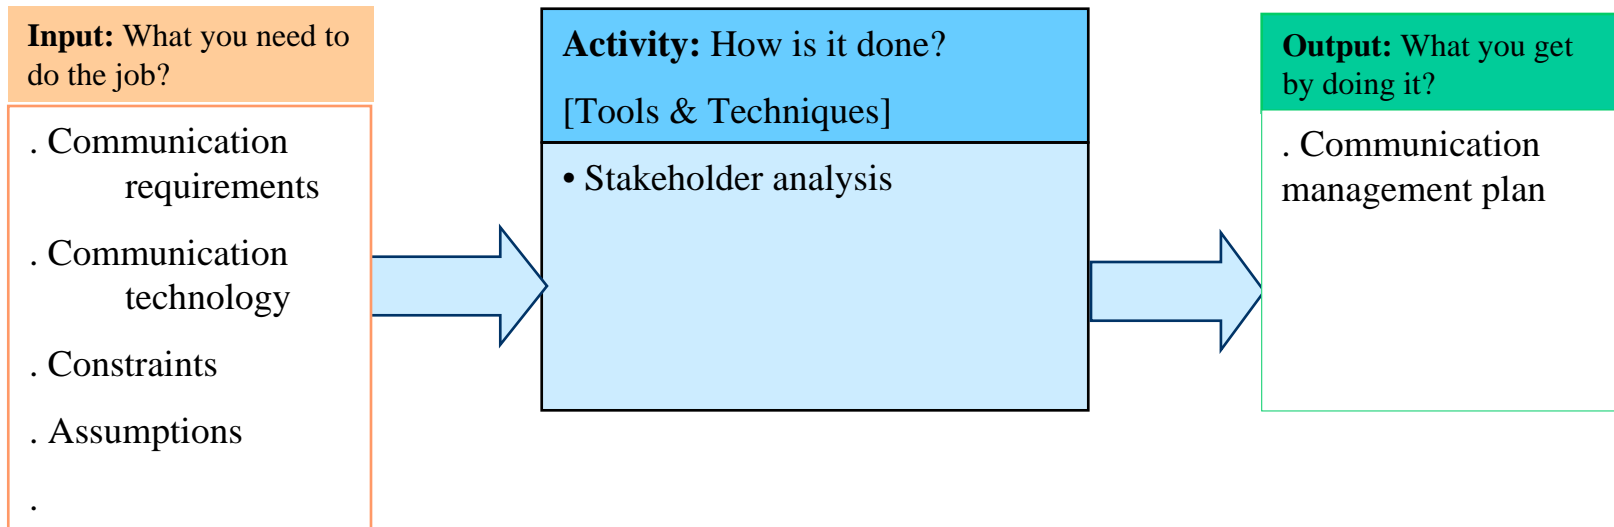 Input: What you need to
do the job?
. Communication
requirements
. Communication
technology
. Constraints
. Assumptions
.
Activity: How is it done?
[Tools & Techniques]
• Stakeholder analysis
Output: What you get
by doing it?
. Communication
management plan